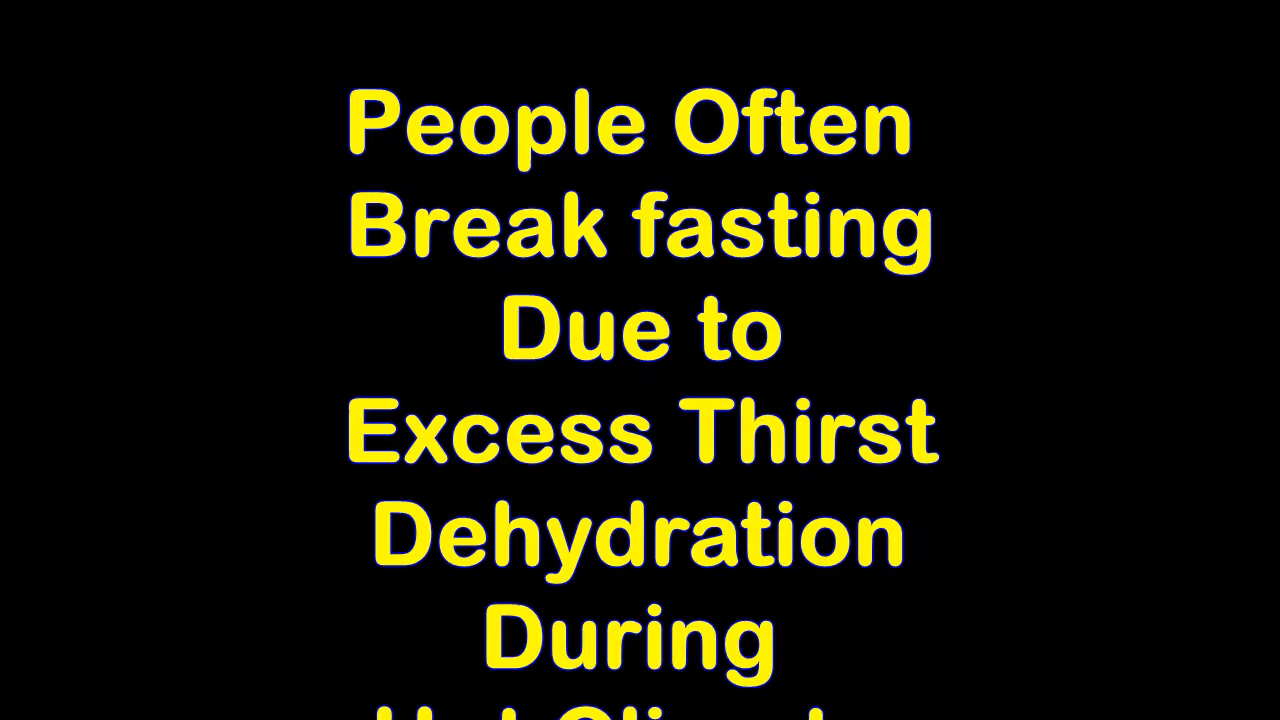 People Often
Break fasting
Due to
Excess Thirst
Dehydration
During